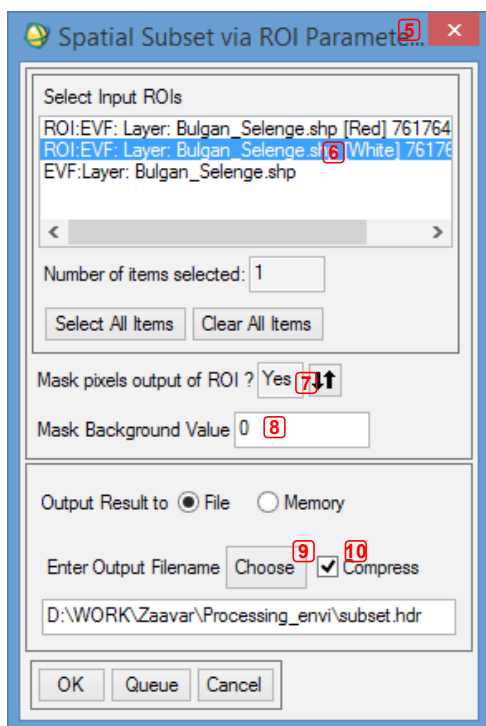 Spatial Subset via ROI Paramete... 5
Select Input ROIs
ROI:EVF: Layer: Bulgan_Selenge.shp [Red] 761764
ROI:EVF: Layer: Bulgan_Selenge.shp 6 [White] 76176
EVF:Layer: Bulgan_Selenge.shp
Number of items selected: 1
Select All Items Clear All Items
Mask pixels output of ROI ? Yes 7
Mask Background Value 0 8
Output Result to File Memory
9 10
Enter Output Filename Choose Compress
D:\WORK\Zaavar\Processing_envi\subset.hdr
OK Queue Cancel